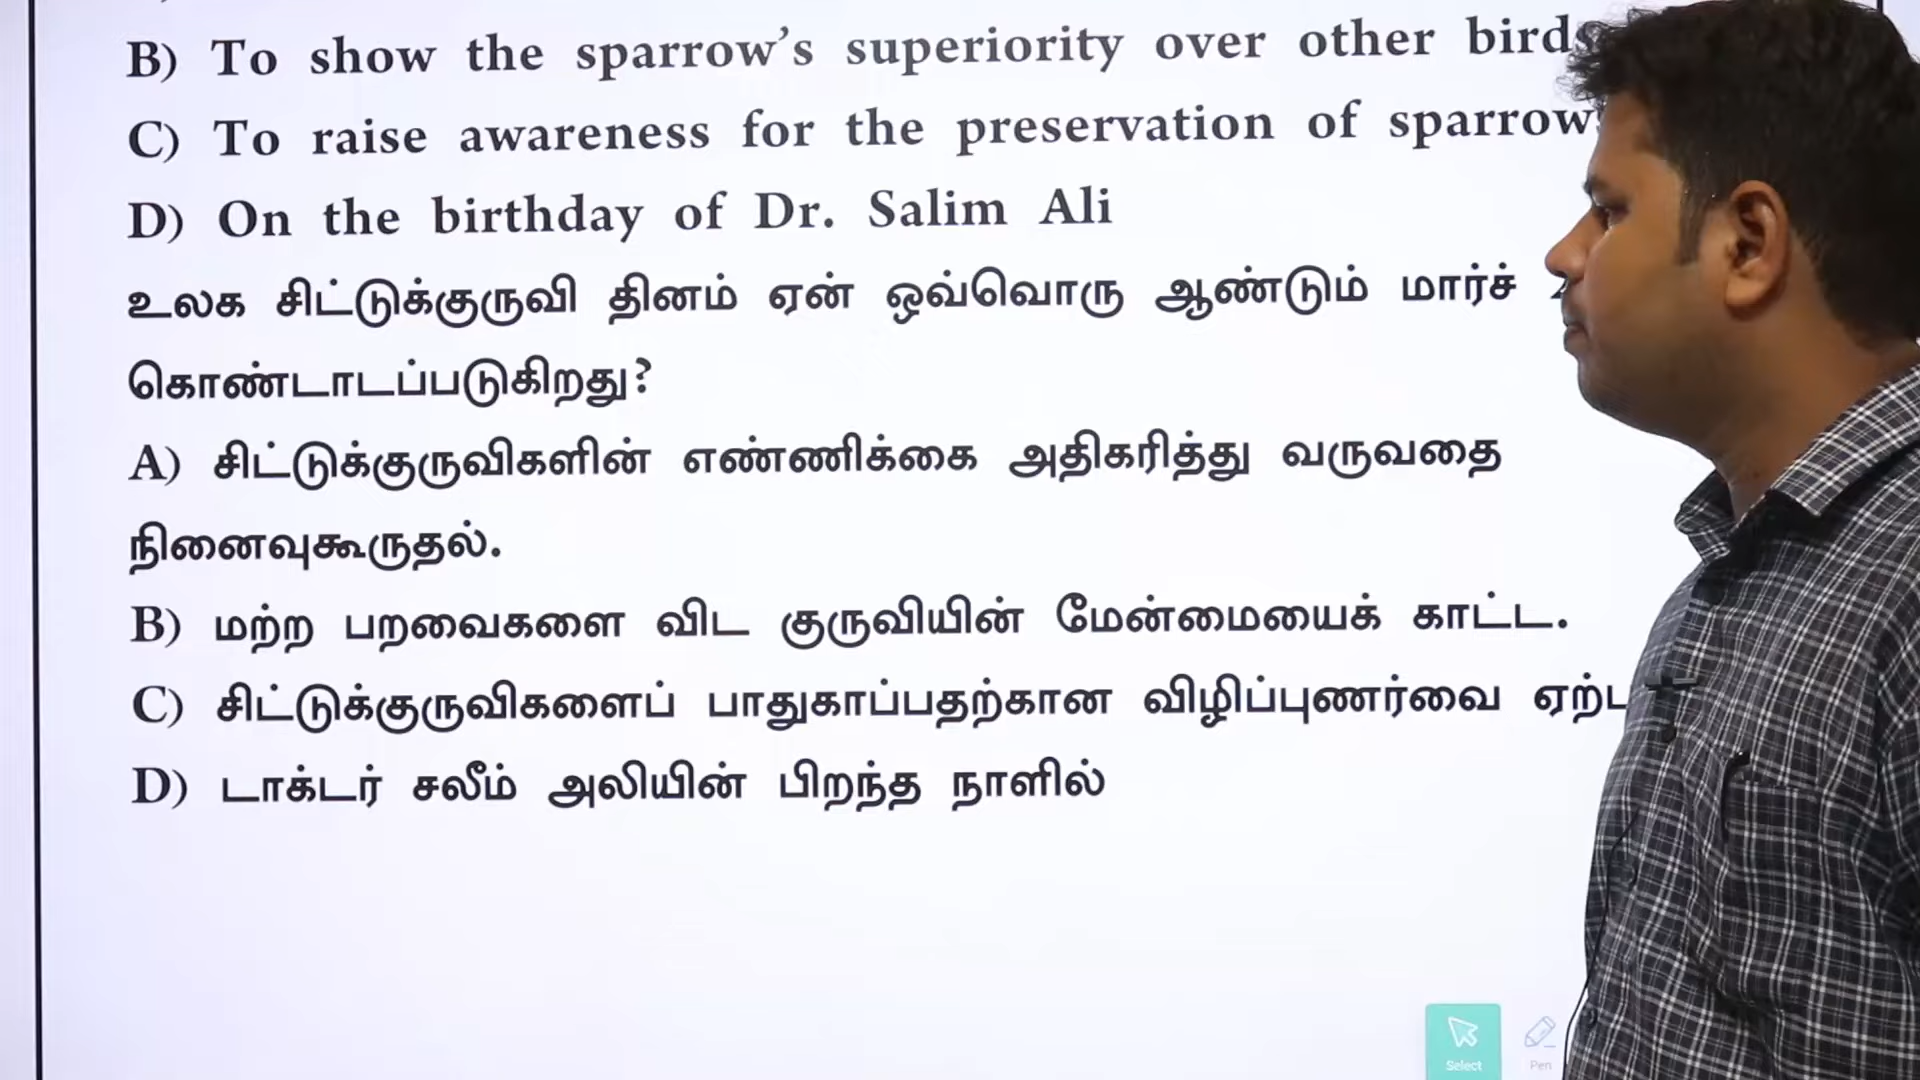 B) To show the sparrow's superiority over other birds
C) To raise awareness for the preservation of sparrow
D) On the birthday of Dr. Salim Ali
உலக சிட்டுக்குருவி தினம் ஏன் ஒவ்வொரு ஆண்டும் மார்ச்
கொண்டாடப்படுகிறது?
A) சிட்டுக்குருவிகளின் எண்ணிக்கை அதிகரித்து வருவதை
நினைவுகூருதல்.
B) மற்ற பறவைகளை விட குருவியின் மேன்மையைக் காட்ட.
C) சிட்டுக்குருவிகளைப் பாதுகாப்பதற்கான விழிப்புணர்வை
D) டாக்டர் சலீம் அலியின் பிறந்த நாளில்
Select
Pen